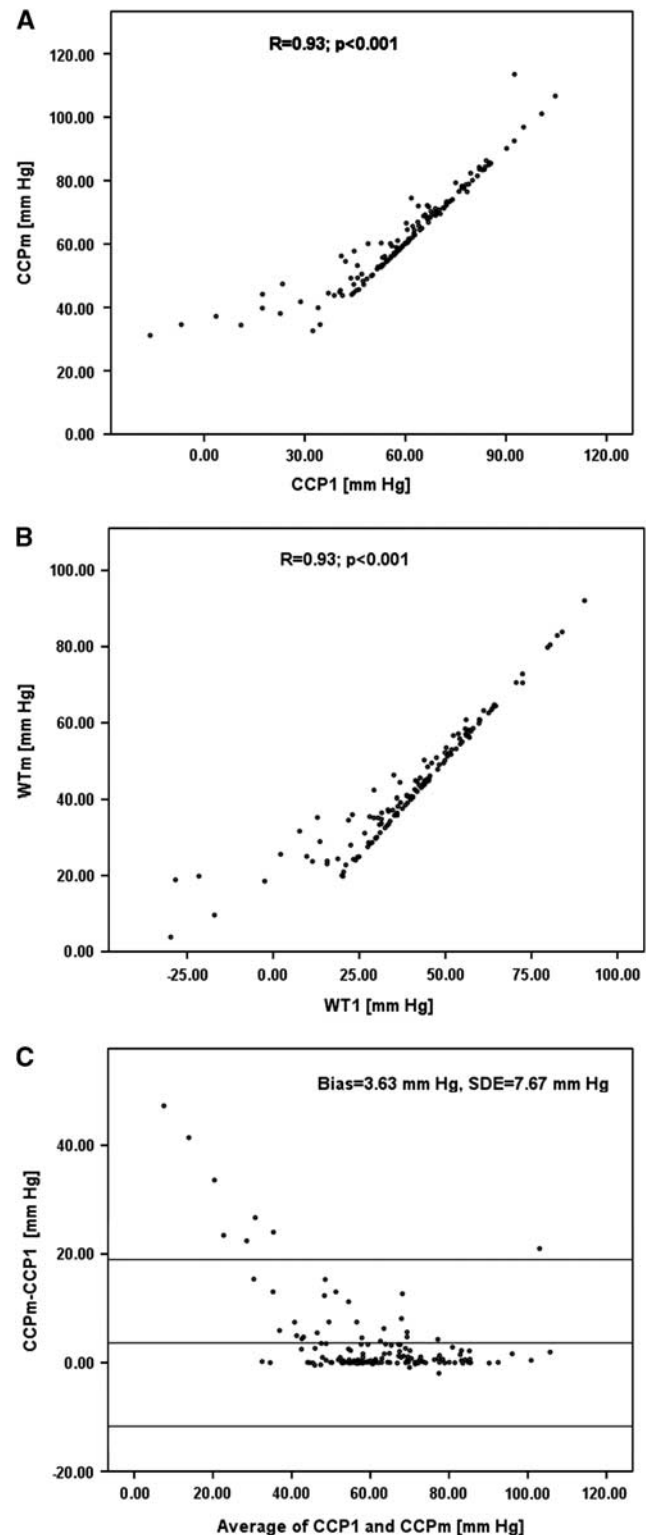 A
R=0.93; p<0.001
CCPm [mm Hg]
120.00
100.00
80.00
60.00
40.00
20.00
0.00
0.00 30.00 60.00 90.00 120.00
CCP1 [mm Hg]
B
R=0.93; p<0.001
WTm [mm Hg]
100.00
80.00
60.00
40.00
20.00
0.00
-25.00 0.00 25.00 50.00 75.00 100.00
WT1 [mm Hg]
C
Bias=3.63 mm Hg, SDE=7.67 mm Hg
CCPm-CCP1 [mm Hg]
40.00
20.00
0.00
-20.00
0.00 20.00 40.00 60.00 80.00 100.00 120.00
Average of CCP1 and CCPm [mm Hg]